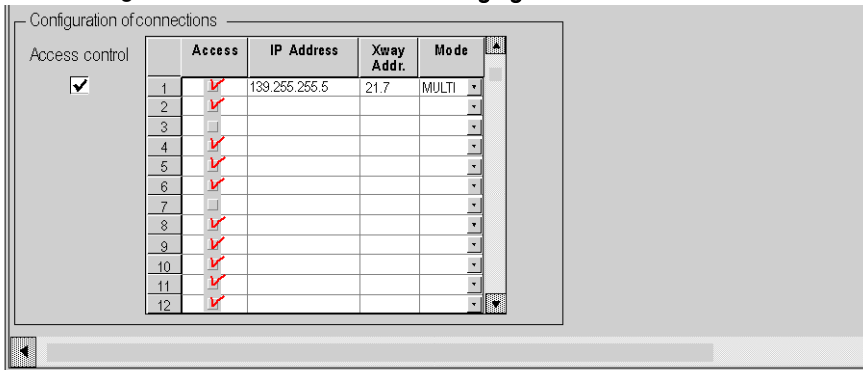 Configuration of connections
Access control
Access IP Address Xway Addr. Mode
1 139.255.255.5 21.7 MULTI
2
3
4
5
6
7
8
9
10
11
12